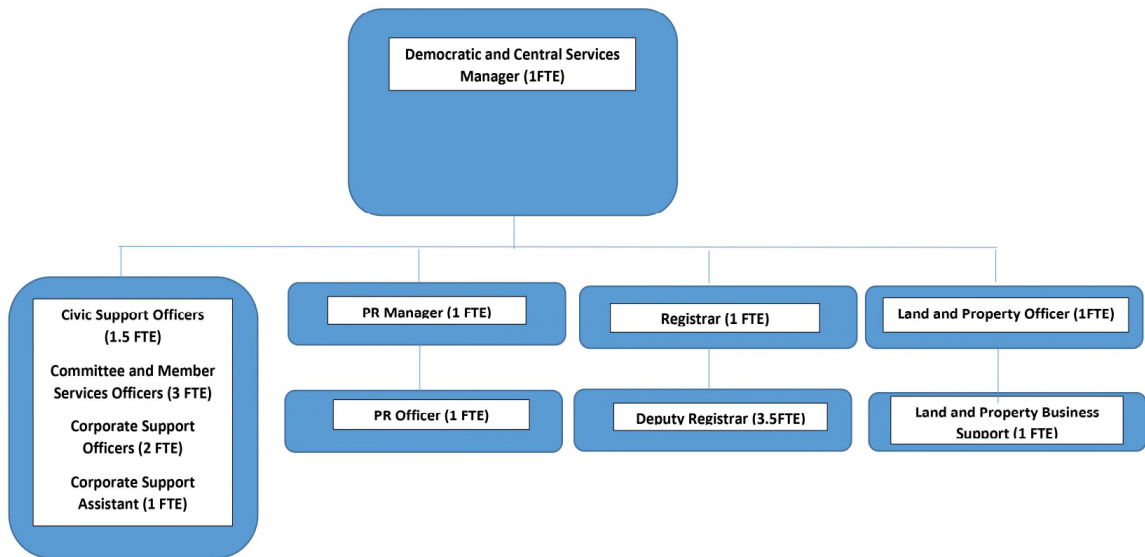 Democratic and Central Services
Manager (1FTE)
Civic Support Officers
(1.5 FTE)
Committee and Member
Services Officers (3 FTE)
Corporate Support
Officers (2 FTE)
Corporate Support
Assistant (1 FTE)
PR Manager (1 FTE)
PR Officer (1 FTE)
Registrar (1 FTE)
Deputy Registrar (3.5FTE)
Land and Property Officer (1FTE)
Land and Property Business
Support (1 FTE)